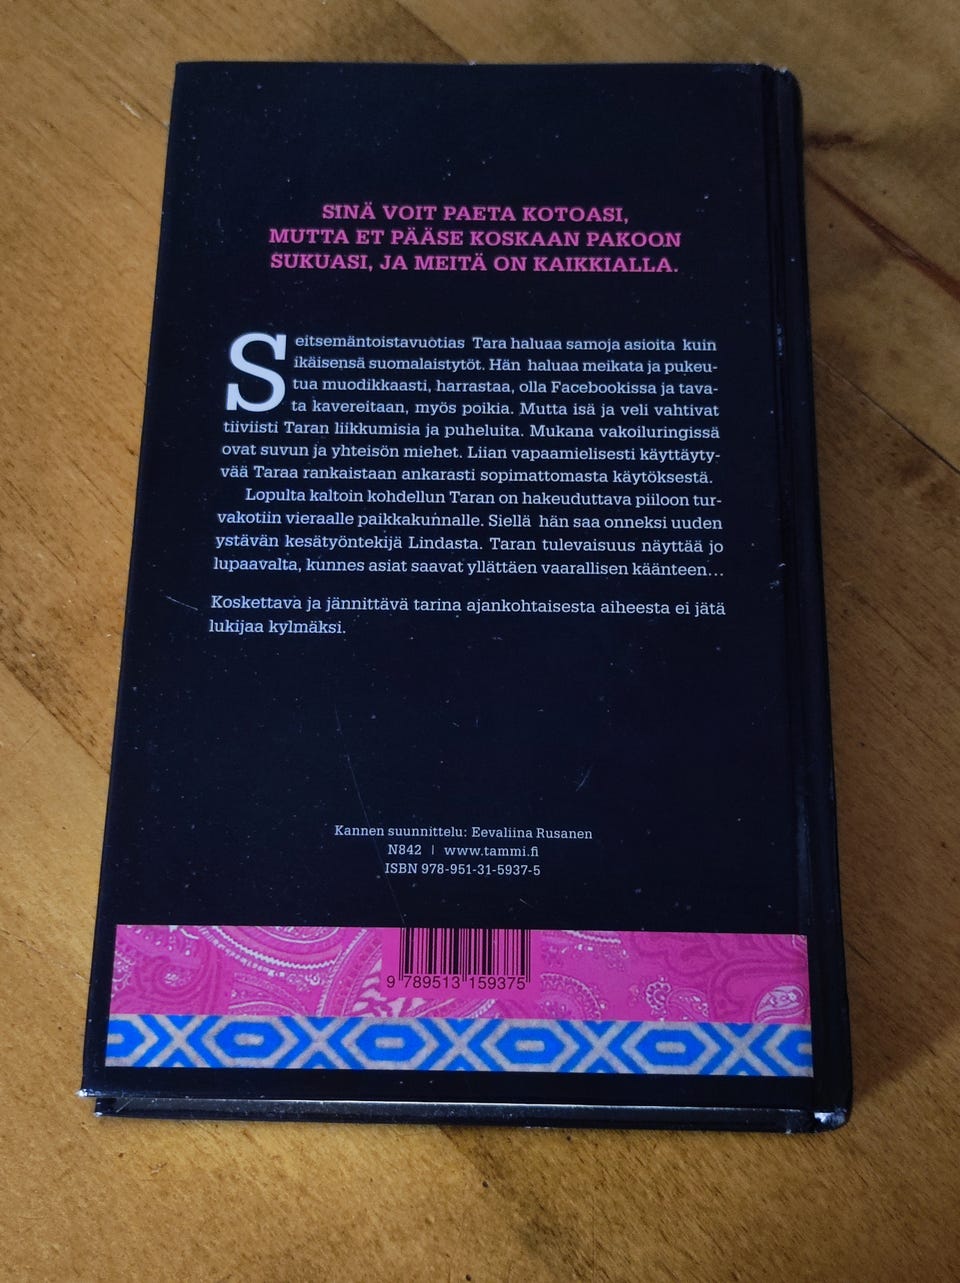 SINÄ VOIT PAETA KOTOASI,
MUTTA ET PÄÄSE KOSKAAN PAKOON
SUKUASI, JA MEITÄ ON KAIKKIALLA.
Seitsemäntoistavuotias Tara haluaa samoja asioita kuin
ikäisensä suomalaistytöt. Hän haluaa meikata ja pukeu-
tua muodikkaasti, harrastaa, olla Facebookissa ja tava-
ta kavereitaan, myös poikia. Mutta isä ja veli vahtivat
tiiviisti Taran liikkumisia ja puheluita. Mukana vakoiluringissä
ovat suvun ja yhteisön miehet. Liian vapaamielisesti käyttäyty-
vää Taraa rankaistaan ankarasti sopimattomasta käytöksestä.
Lopulta kaltoin kohdellun Taran on hakeuduttava piiloon tur-
vakotiin vieraalle paikkakunnalle. Siellä hän saa onneksi uuden
ystävän kesätyöntekijä Lindasta. Taran tulevaisuus näyttää jo
lupaavalta, kunnes asiat saavat yllättäen vaarallisen käänteen...
Koskettava ja jännittävä tarina ajankohtaisesta aiheesta ei jätä
lukijaa kylmäksi.
Kannen suunnittelu: Eevaliina Rusanen
N842 | www.tammi.fi
ISBN 978-951-31-5937-5
9 789513 159375